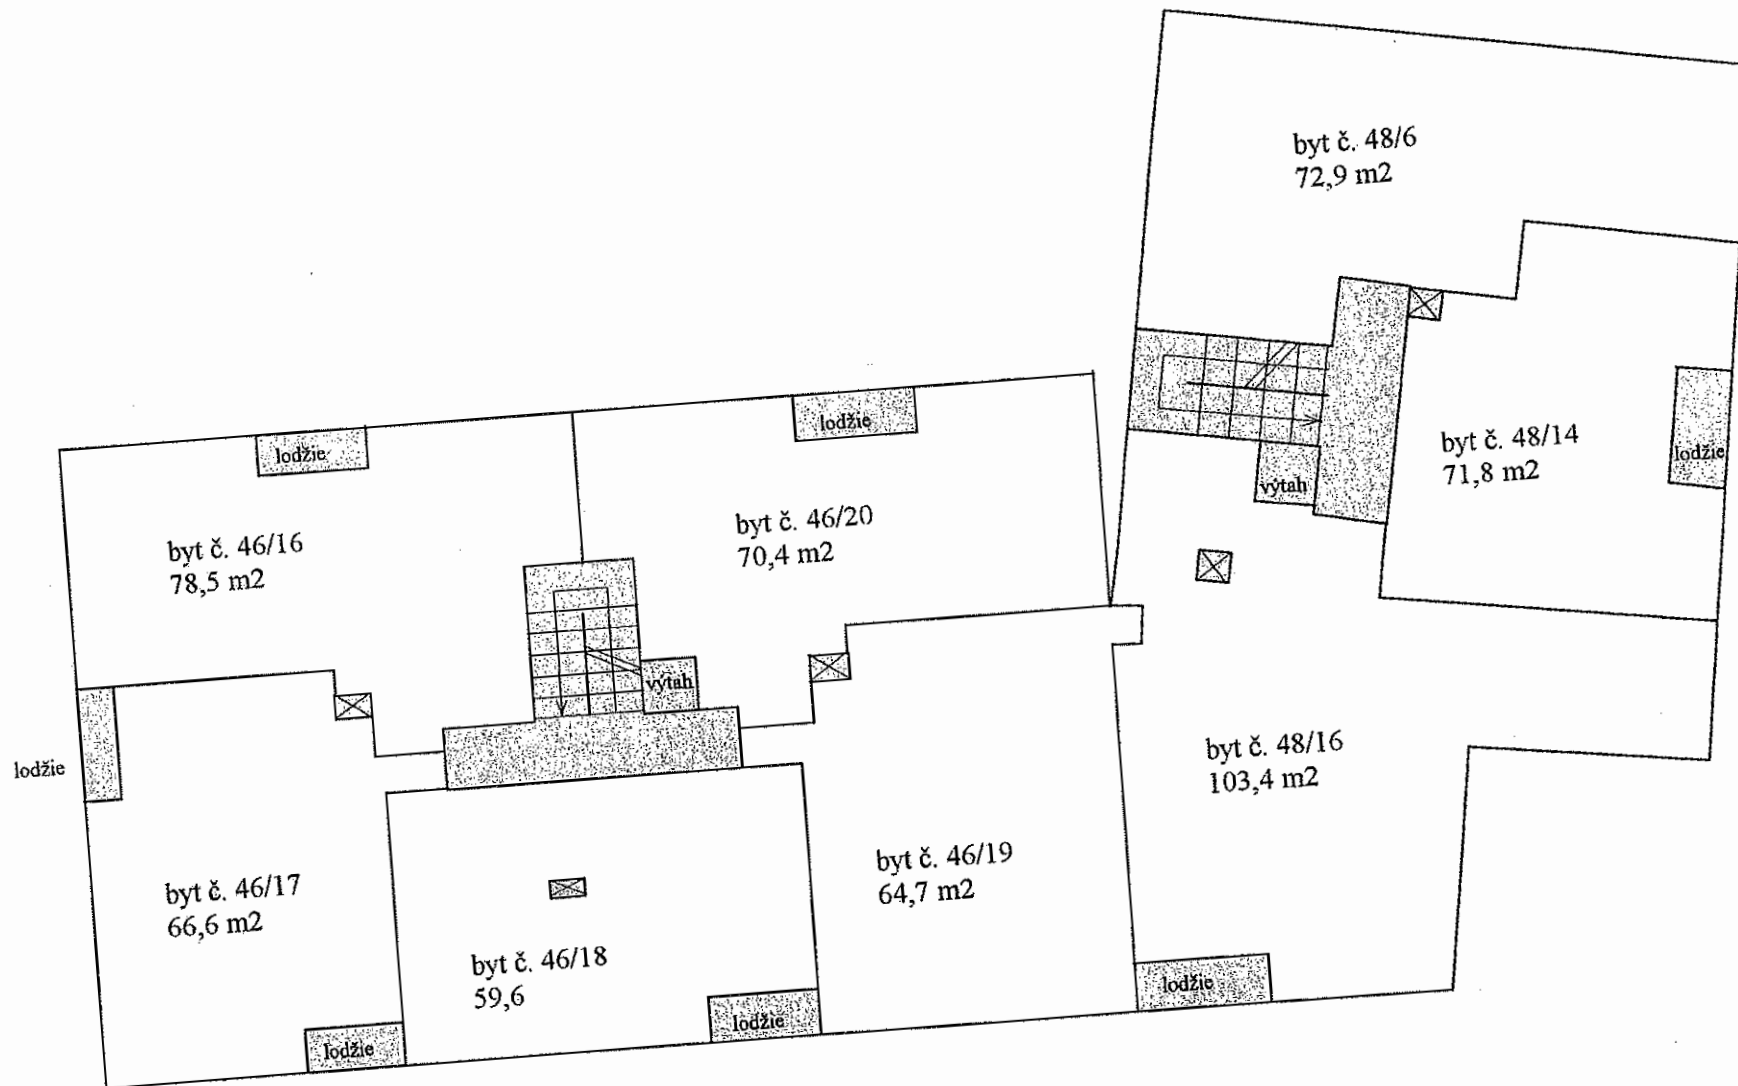 byt č. 48/6
72,9 m2
lodžie
lodžie
byt č. 48/14
71,8 m2
lodžie
výtah
byt č. 46/16
78,5 m2
byt č. 46/20
70,4 m2
výtah
lodžie
byt č. 48/16
103,4 m2
byt č. 46/17
66,6 m2
byt č. 46/19
64,7 m2
byt č. 46/18
59,6
lodžie
lodžie
lodžie